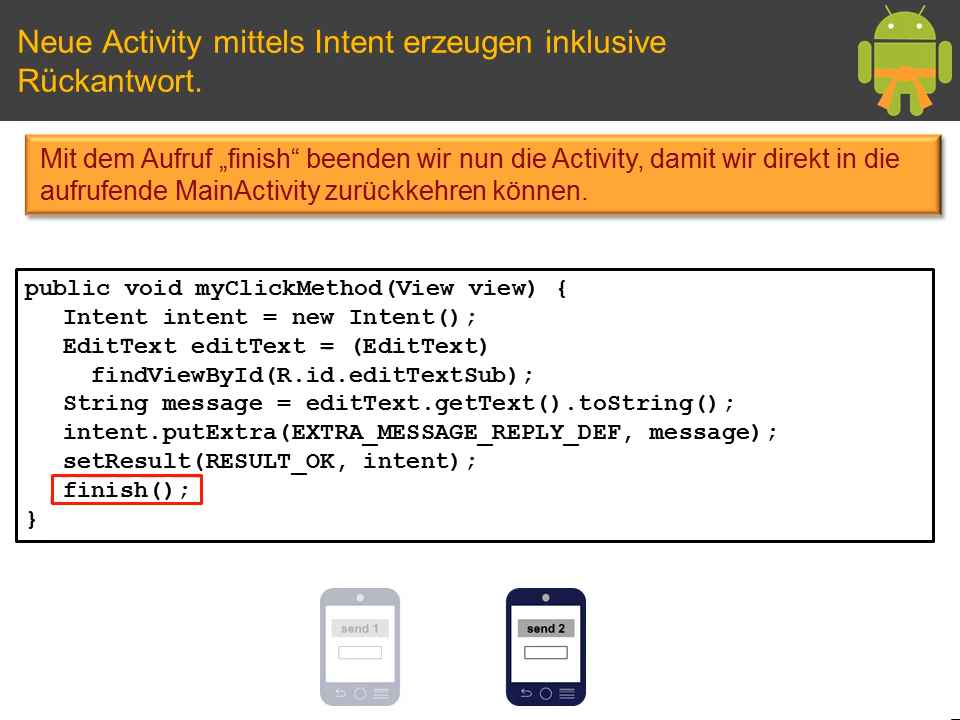 Neue Activity mittels Intent erzeugen inklusive
Rückantwort.
Mit dem Aufruf „finish“ beenden wir nun die Activity, damit wir direkt in die
aufrufende MainActivity zurückkehren können.
public void myClickMethod(View view) {
Intent intent = new Intent();
EditText editText = (EditText)
findViewById(R.id.editTextSub);
String message = editText.getText().toString();
intent.putExtra(EXTRA_MESSAGE_REPLY_DEF, message);
setResult(RESULT_OK, intent);
finish();
}
send 1
send 2